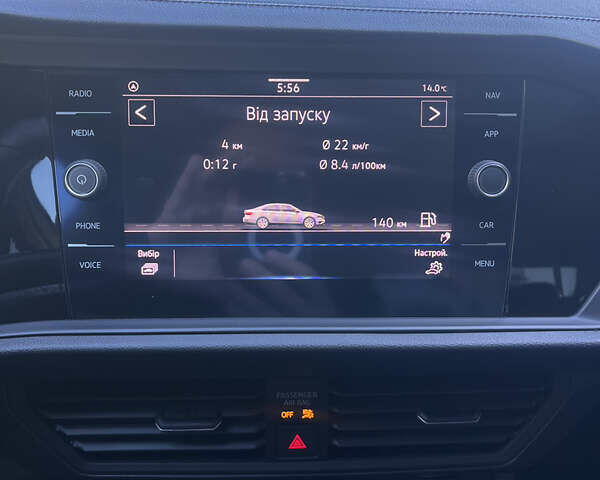 RADIO
MEDIA
PHONE
VOICE
5:56
14.0°C
Від запуску
4 км
Ø 22 км/г
0:12 г
Ø 8.4 л/100км
140 км
Вибір
Настрой.
NAV
APP
CAR
MENU
PASSENGER
AIR BAG
OFF